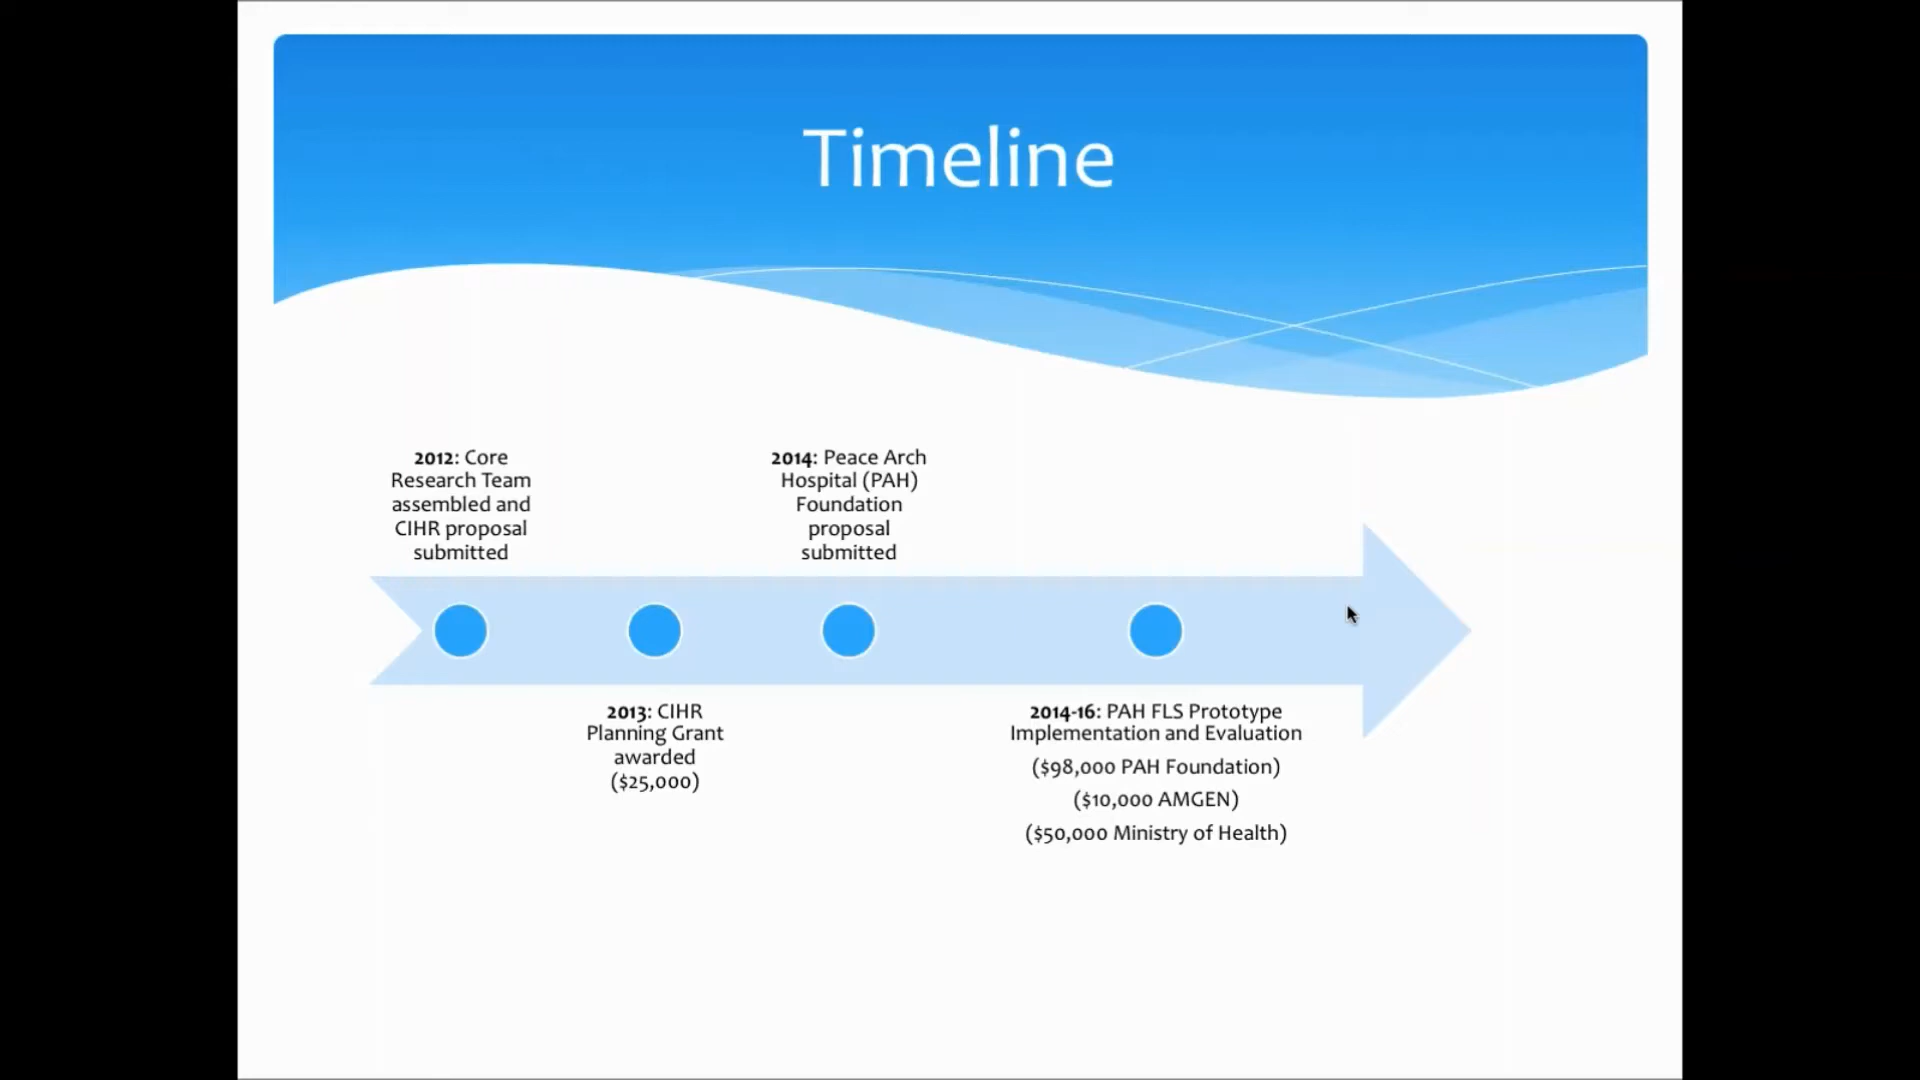 Timeline
2012: Core
Research Team
assembled and
CIHR proposal
submitted
2013: CIHR
Planning Grant
awarded
($25,000)
2014: Peace Arch
Hospital (PAH)
Foundation
proposal
submitted
2014-16: PAH FLS Prototype
Implementation and Evaluation
($98,000 PAH Foundation)
($10,000 AMGEN)
($50,000 Ministry of Health)